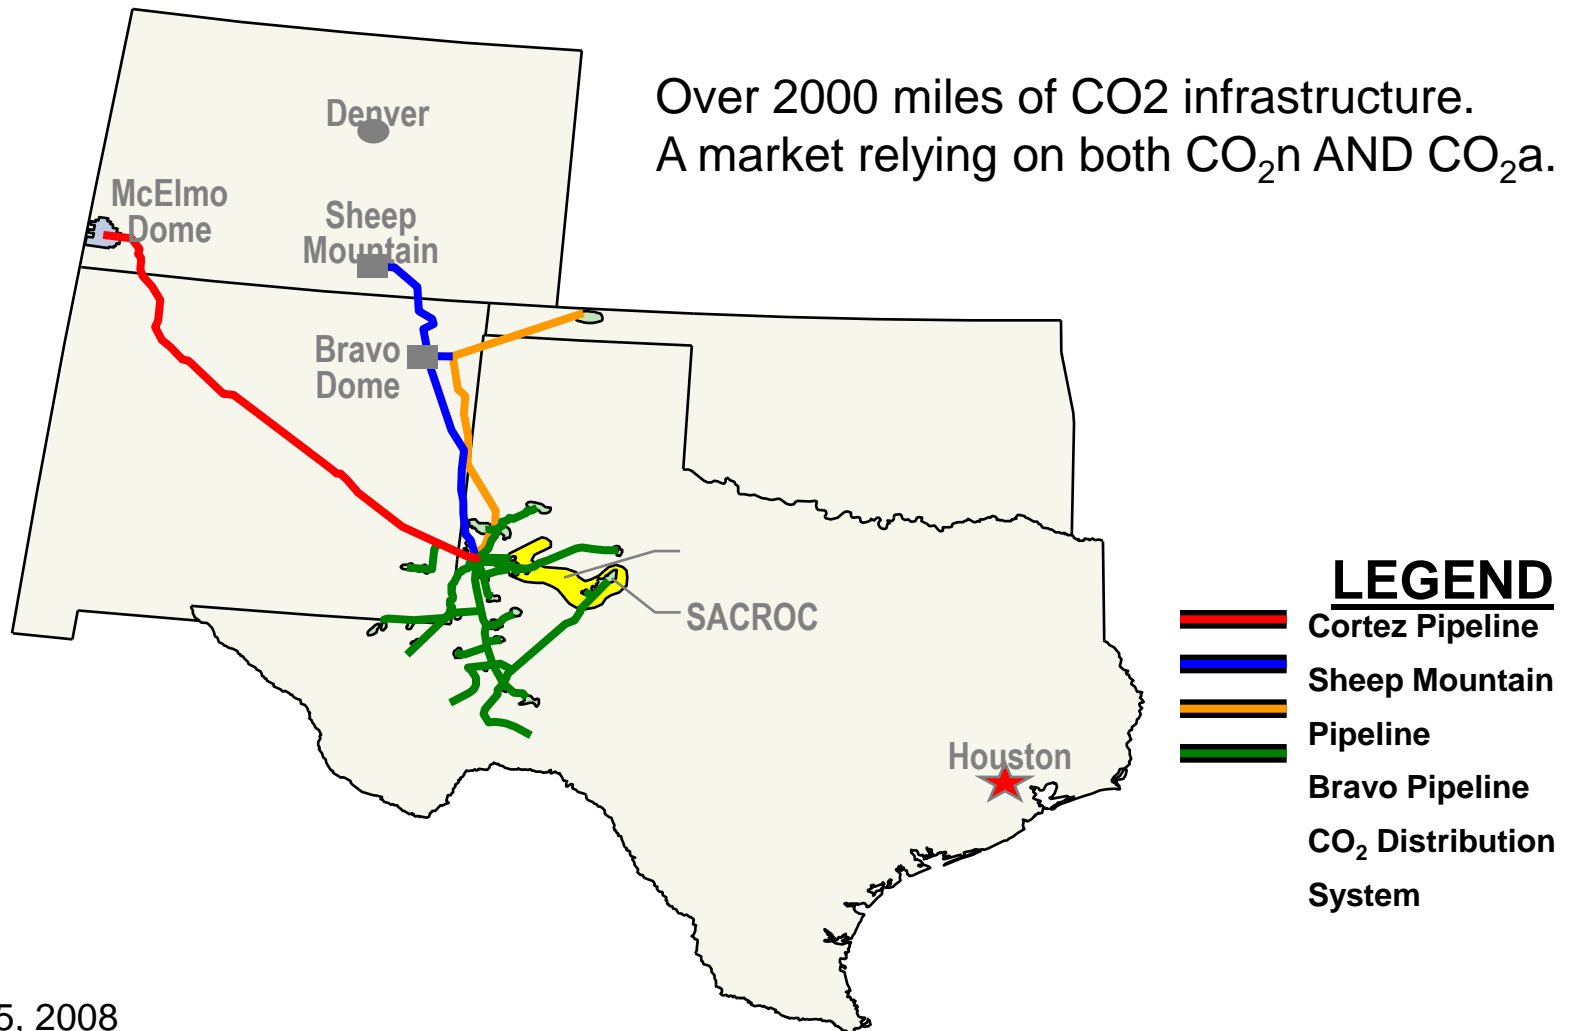 Over 2000 miles of CO2 infrastructure.
A market relying on both CO₂n AND CO₂a.
Denver
McElmo
Dome
Sheep
Mountain
Bravo
Dome
SACROC
Houston
LEGEND
Cortez Pipeline
Sheep Mountain
Pipeline
Bravo Pipeline
CO₂ Distribution
System
5, 2008